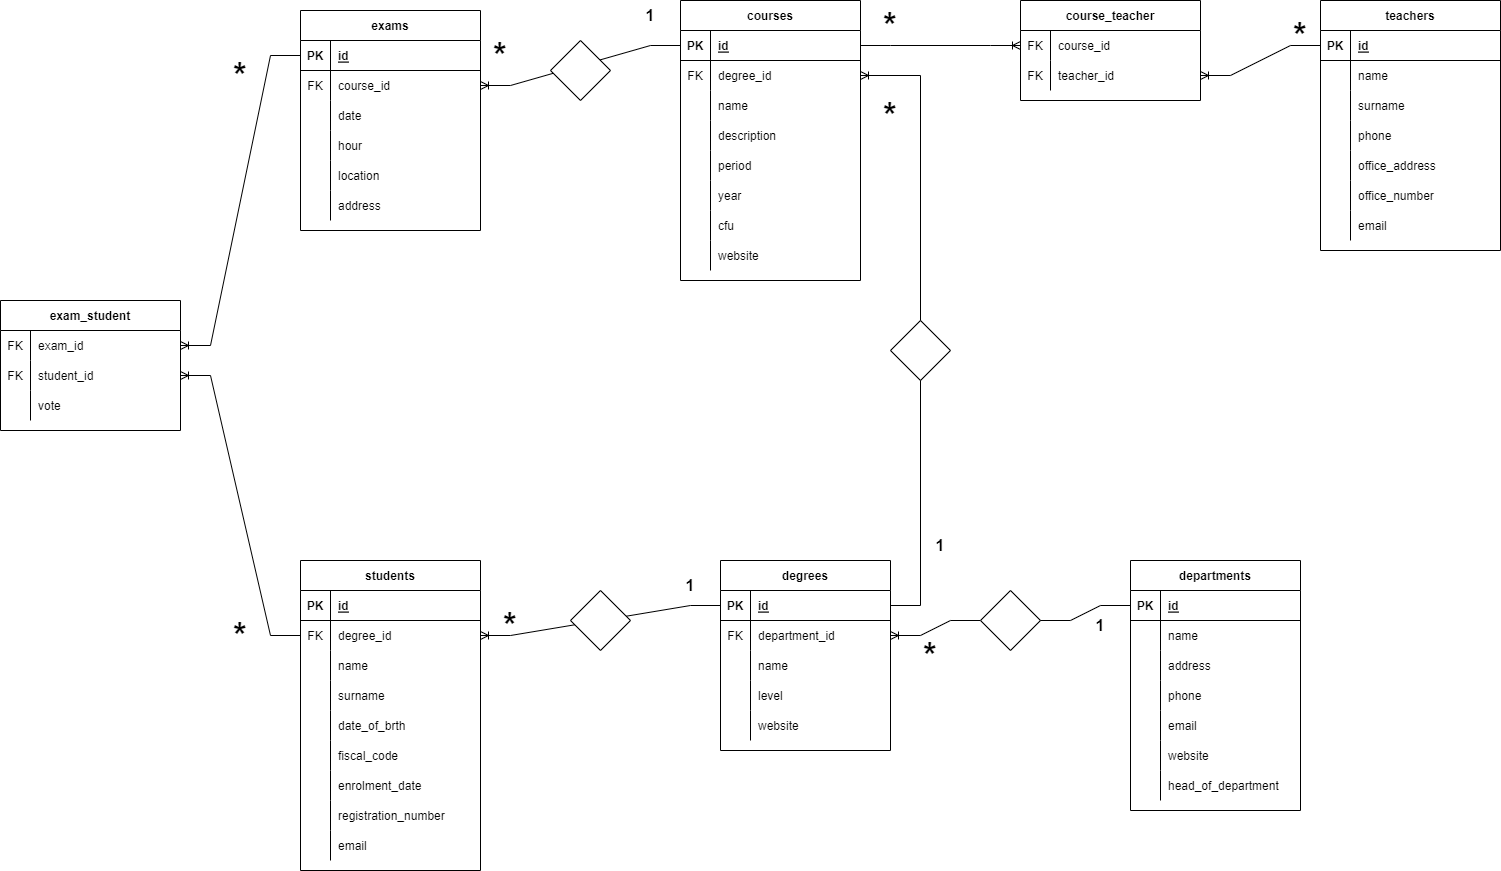 exams
PK id
FK course_id
date
hour
location
address
*
*
1
courses
PK id
FK degree_id
name
description
period
year
cfu
website
*
*
course_teacher
FK course_id
FK teacher_id
*
teachers
PK id
name
surname
phone
office_address
office_number
email
exam_student
FK exam_id
FK student_id
vote
*
students
PK id
FK degree_id
name
surname
date_of_brth
fiscal_code
enrolment_date
registration_number
email
*
1
degrees
PK id
FK department_id
name
level
website
1
*
1
departments
PK id
name
address
phone
email
website
head_of_department